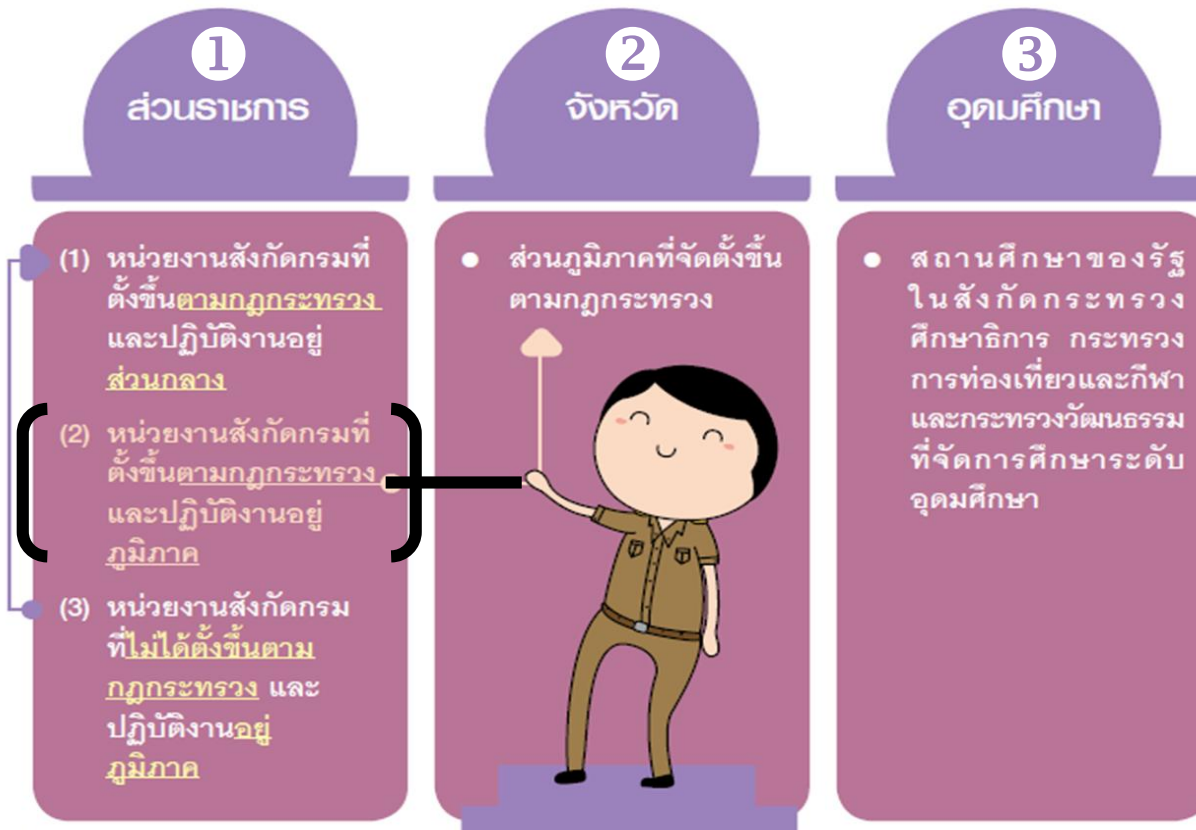 1
ส่วนราชการ
(1) หน่วยงานสังกัดกรมที่
ตั้งขึ้นตามกฎกระทรวง
และปฏิบัติงานอยู่
ส่วนกลาง
(2) หน่วยงานสังกัดกรมที่
ตั้งขึ้นตามกฎกระทรวง
และปฏิบัติงานอยู่
ภูมิภาค
(3) หน่วยงานสังกัดกรม
ที่ไม่ได้ตั้งขึ้นตาม
กฎกระทรวง และ
ปฏิบัติงานอยู่
ภูมิภาค
2
จังหวัด
● ส่วนภูมิภาคที่จัดตั้งขึ้น
ตามกฎกระทรวง
3
อุดมศึกษา
● สถานศึกษาของรัฐ
ในสังกัดกระทรวง
ศึกษาธิการ กระทรวง
การท่องเที่ยวและกีฬา
และกระทรวงวัฒนธรรม
ที่จัดการศึกษาระดับ
อุดมศึกษา